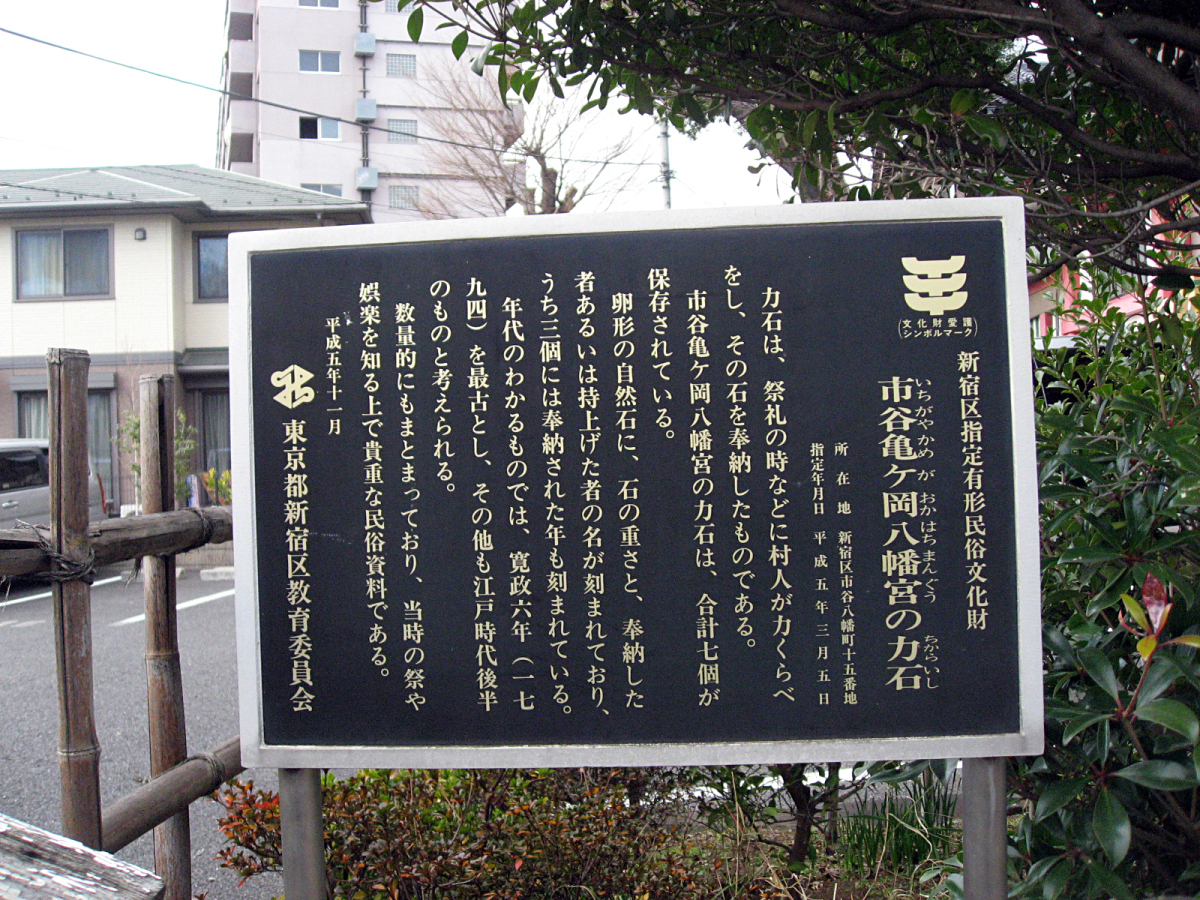 文化財愛護
シンボルマーク
新宿区指定有形民俗文化財
いちがやかめがおかはちまんぐう ちからいし
市谷亀ケ岡八幡宮の力石
所在地 新宿区市谷八幡町十五番地
指定年月日 平成五年三月五日
力石は、祭礼の時などに村人が力くらべ
をし、その石を奉納したものである。
市谷亀ケ岡八幡宮の力石は、合計七個が
保存されている。
卵形の自然石に、石の重さと、奉納した
者あるいは持上げた者の名が刻まれており、
うち三個には奉納された年も刻まれている。
年代のわかるものでは、寛政六年(一七
九四)を最古とし、その他も江戸時代後半
のものと考えられる。
数量的にもまとまっており、当時の祭や
娯楽を知る上で貴重な民俗資料である。
平成五年十一月
東京都新宿区教育委員会